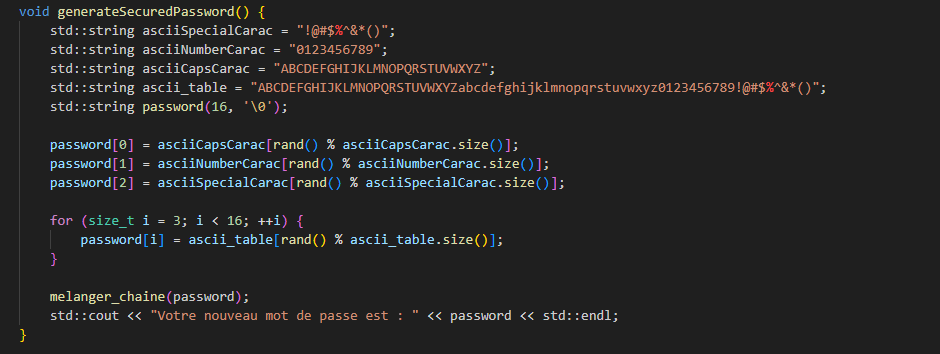 void generateSecuredPassword() {
    std::string asciiSpecialCarac = "!@#$%^&*()";
    std::string asciiNumberCarac = "0123456789";
    std::string asciiCapsCarac = "ABCDEFGHIJKLMNOPQRSTUVWXYZ";
    std::string ascii_table = "ABCDEFGHIJKLMNOPQRSTUVWXYZabcdefghijklmnopqrstuvwxyz0123456789!@#$%^&*()";
    std::string password(16, '\0');

    password[0] = asciiCapsCarac[rand() % asciiCapsCarac.size()];
    password[1] = asciiNumberCarac[rand() % asciiNumberCarac.size()];
    password[2] = asciiSpecialCarac[rand() % asciiSpecialCarac.size()];

    for (size_t i = 3; i < 16; ++i) {
        password[i] = ascii_table[rand() % ascii_table.size()];
    }

    melanger_chaine(password);
    std::cout << "Votre nouveau mot de passe est : " << password << std::endl;
}